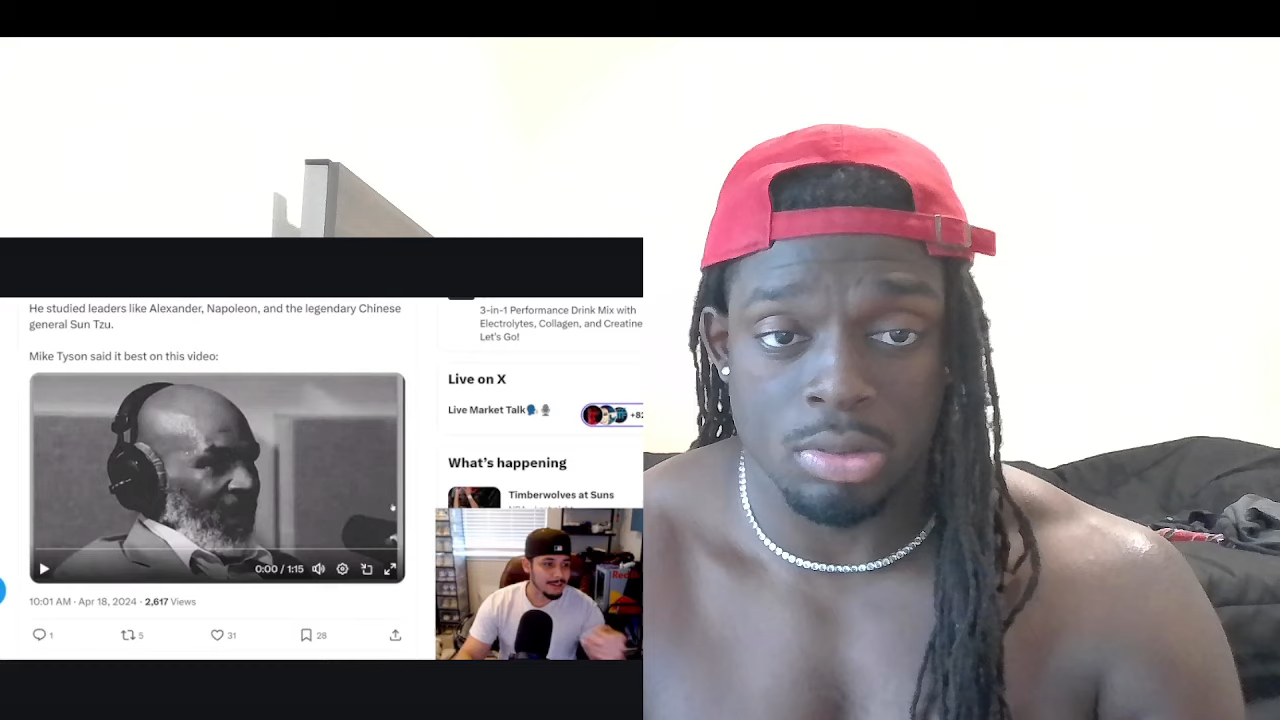 He studied leaders like Alexander, Napoleon, and the legendary Chinese
general Sun Tzu.
Mike Tyson said it best on this video:
0:00 / 1:15
10:01 AM · Apr 18, 2024 · 2,617 Views
1
5
31
28
3-in-1 Performance Drink Mix with
Electrolytes, Collagen, and Creatine
Let's Go!
Live on X
Live Market Talk
+82
What's happening
Timberwolves at Suns